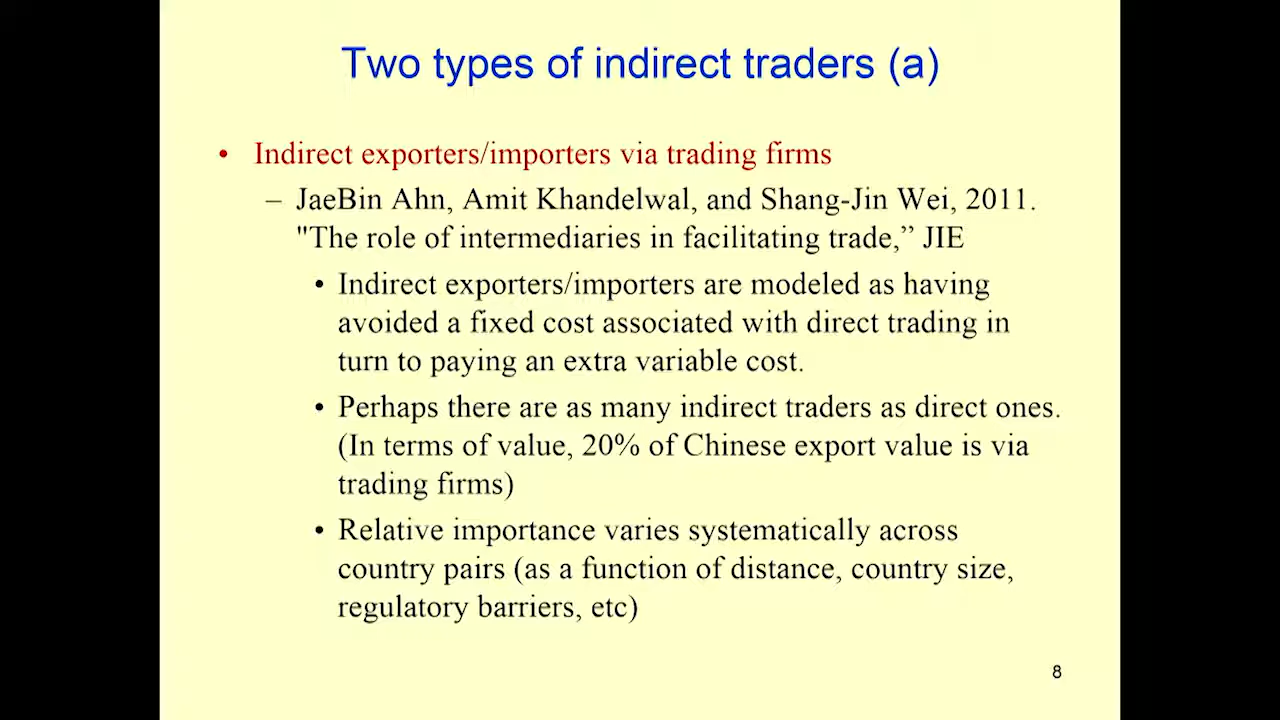 Two types of indirect traders (a)
• Indirect exporters/importers via trading firms
– JaeBin Ahn, Amit Khandelwal, and Shang-Jin Wei, 2011.
"The role of intermediaries in facilitating trade,” JIE
• Indirect exporters/importers are modeled as having
avoided a fixed cost associated with direct trading in
turn to paying an extra variable cost.
• Perhaps there are as many indirect traders as direct ones.
(In terms of value, 20% of Chinese export value is via
trading firms)
• Relative importance varies systematically across
country pairs (as a function of distance, country size,
regulatory barriers, etc)
8